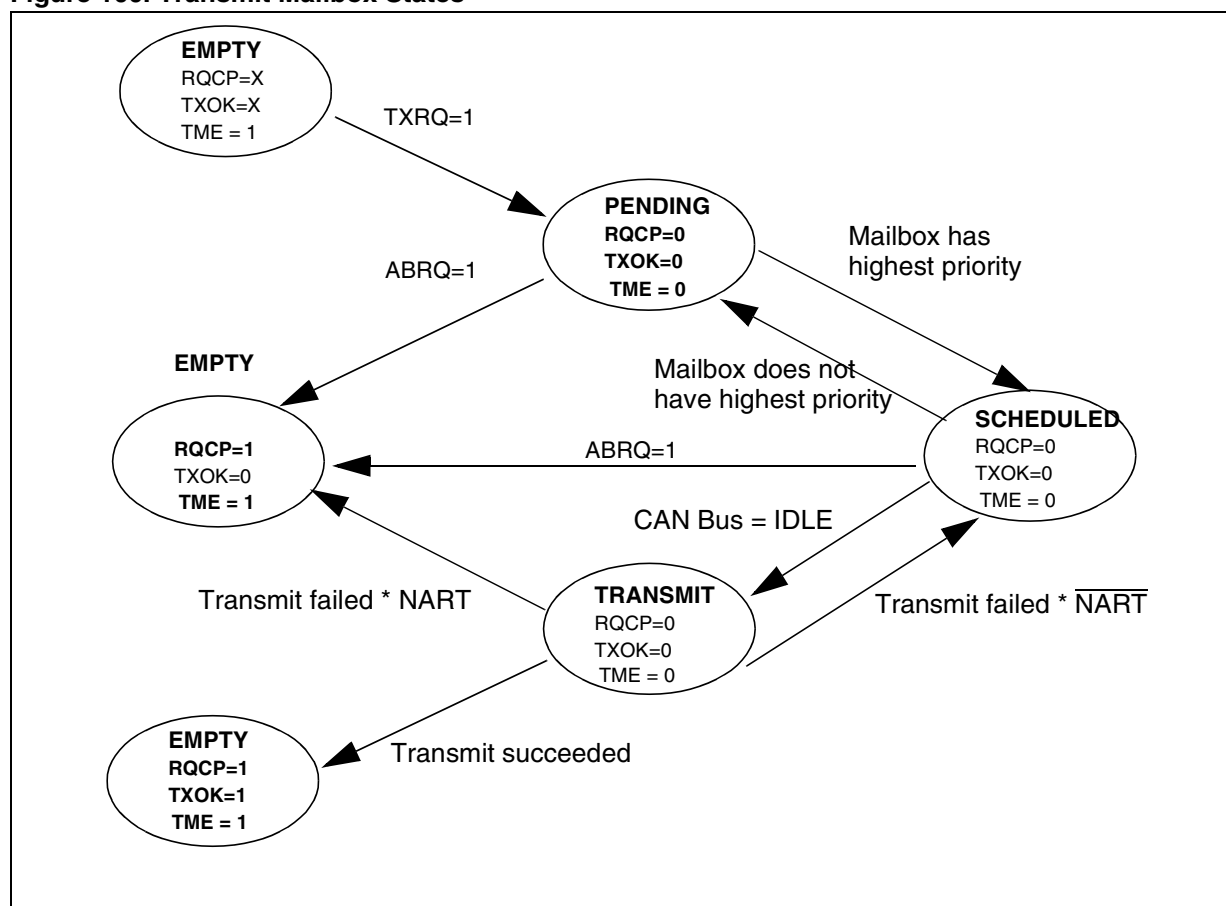 Figure Transmit Mailbox States
EMPTY
RQCP=X
TXOK=X
TME = 1
TXRQ=1
PENDING
RQCP=0
TXOK=0
TME = 0
Mailbox has
highest priority
ABRQ=1
EMPTY
Mailbox does not
have highest priority
RQCP=1
TXOK=0
TME = 1
ABRQ=1
SCHEDULED
RQCP=0
TXOK=0
TME = 0
CAN Bus = IDLE
Transmit failed * NART
TRANSMIT
RQCP=0
TXOK=0
TME = 0
Transmit failed * N̅A̅R̅T̅
EMPTY
RQCP=1
TXOK=1
TME = 1
Transmit succeeded